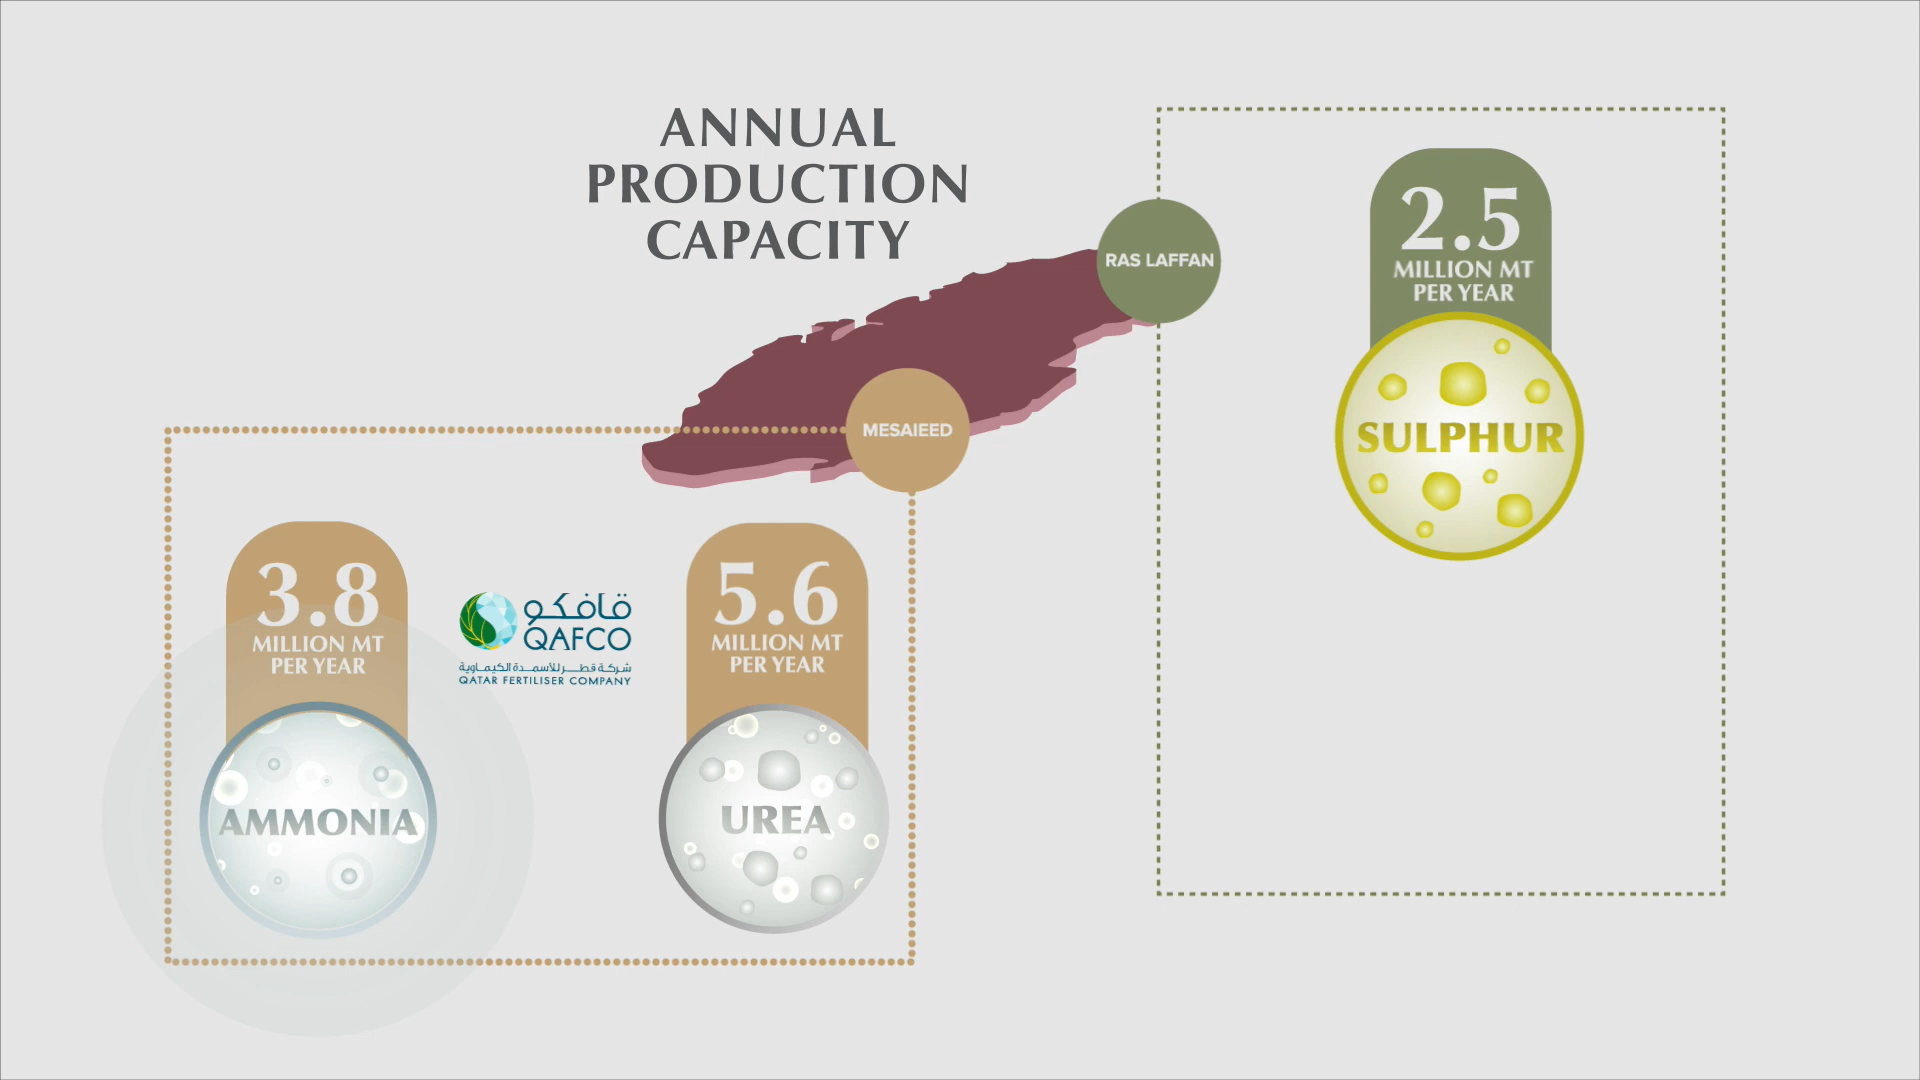 ANNUAL
PRODUCTION
CAPACITY
RAS LAFFAN
2.5
MILLION MT
PER YEAR
SULPHUR
MESAIEED
3.8
MILLION MT
PER YEAR
AMMONIA
قافكو
QAFCO
شركة قطر للأسمدة الكيماوية
QATAR FERTILISER COMPANY
5.6
MILLION MT
PER YEAR
UREA